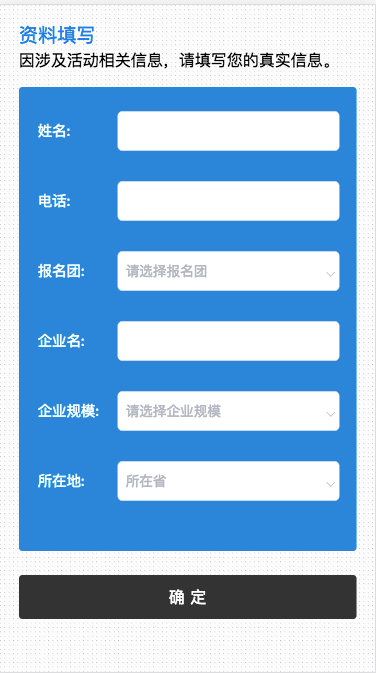 资料填写
因涉及活动相关信息，请填写您的真实信息。
姓名:
电话:
报名团: 请选择报名团
企业名:
企业规模: 请选择企业规模
所在地: 所在省
确 定